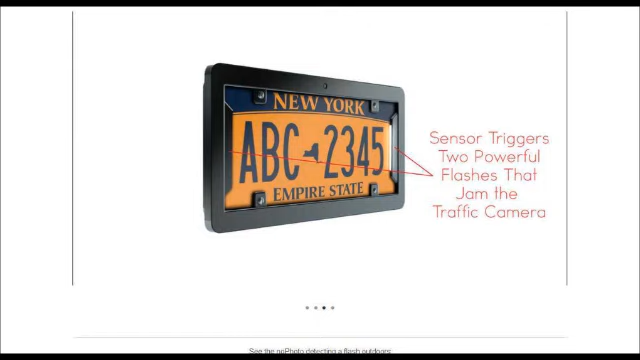 NEW YORK
ABC 2345
EMPIRE STATE
Sensor Triggers
Two Powerful
Flashes That
Jam the
Traffic Camera
See the noPhoto detecting a flash outdoors